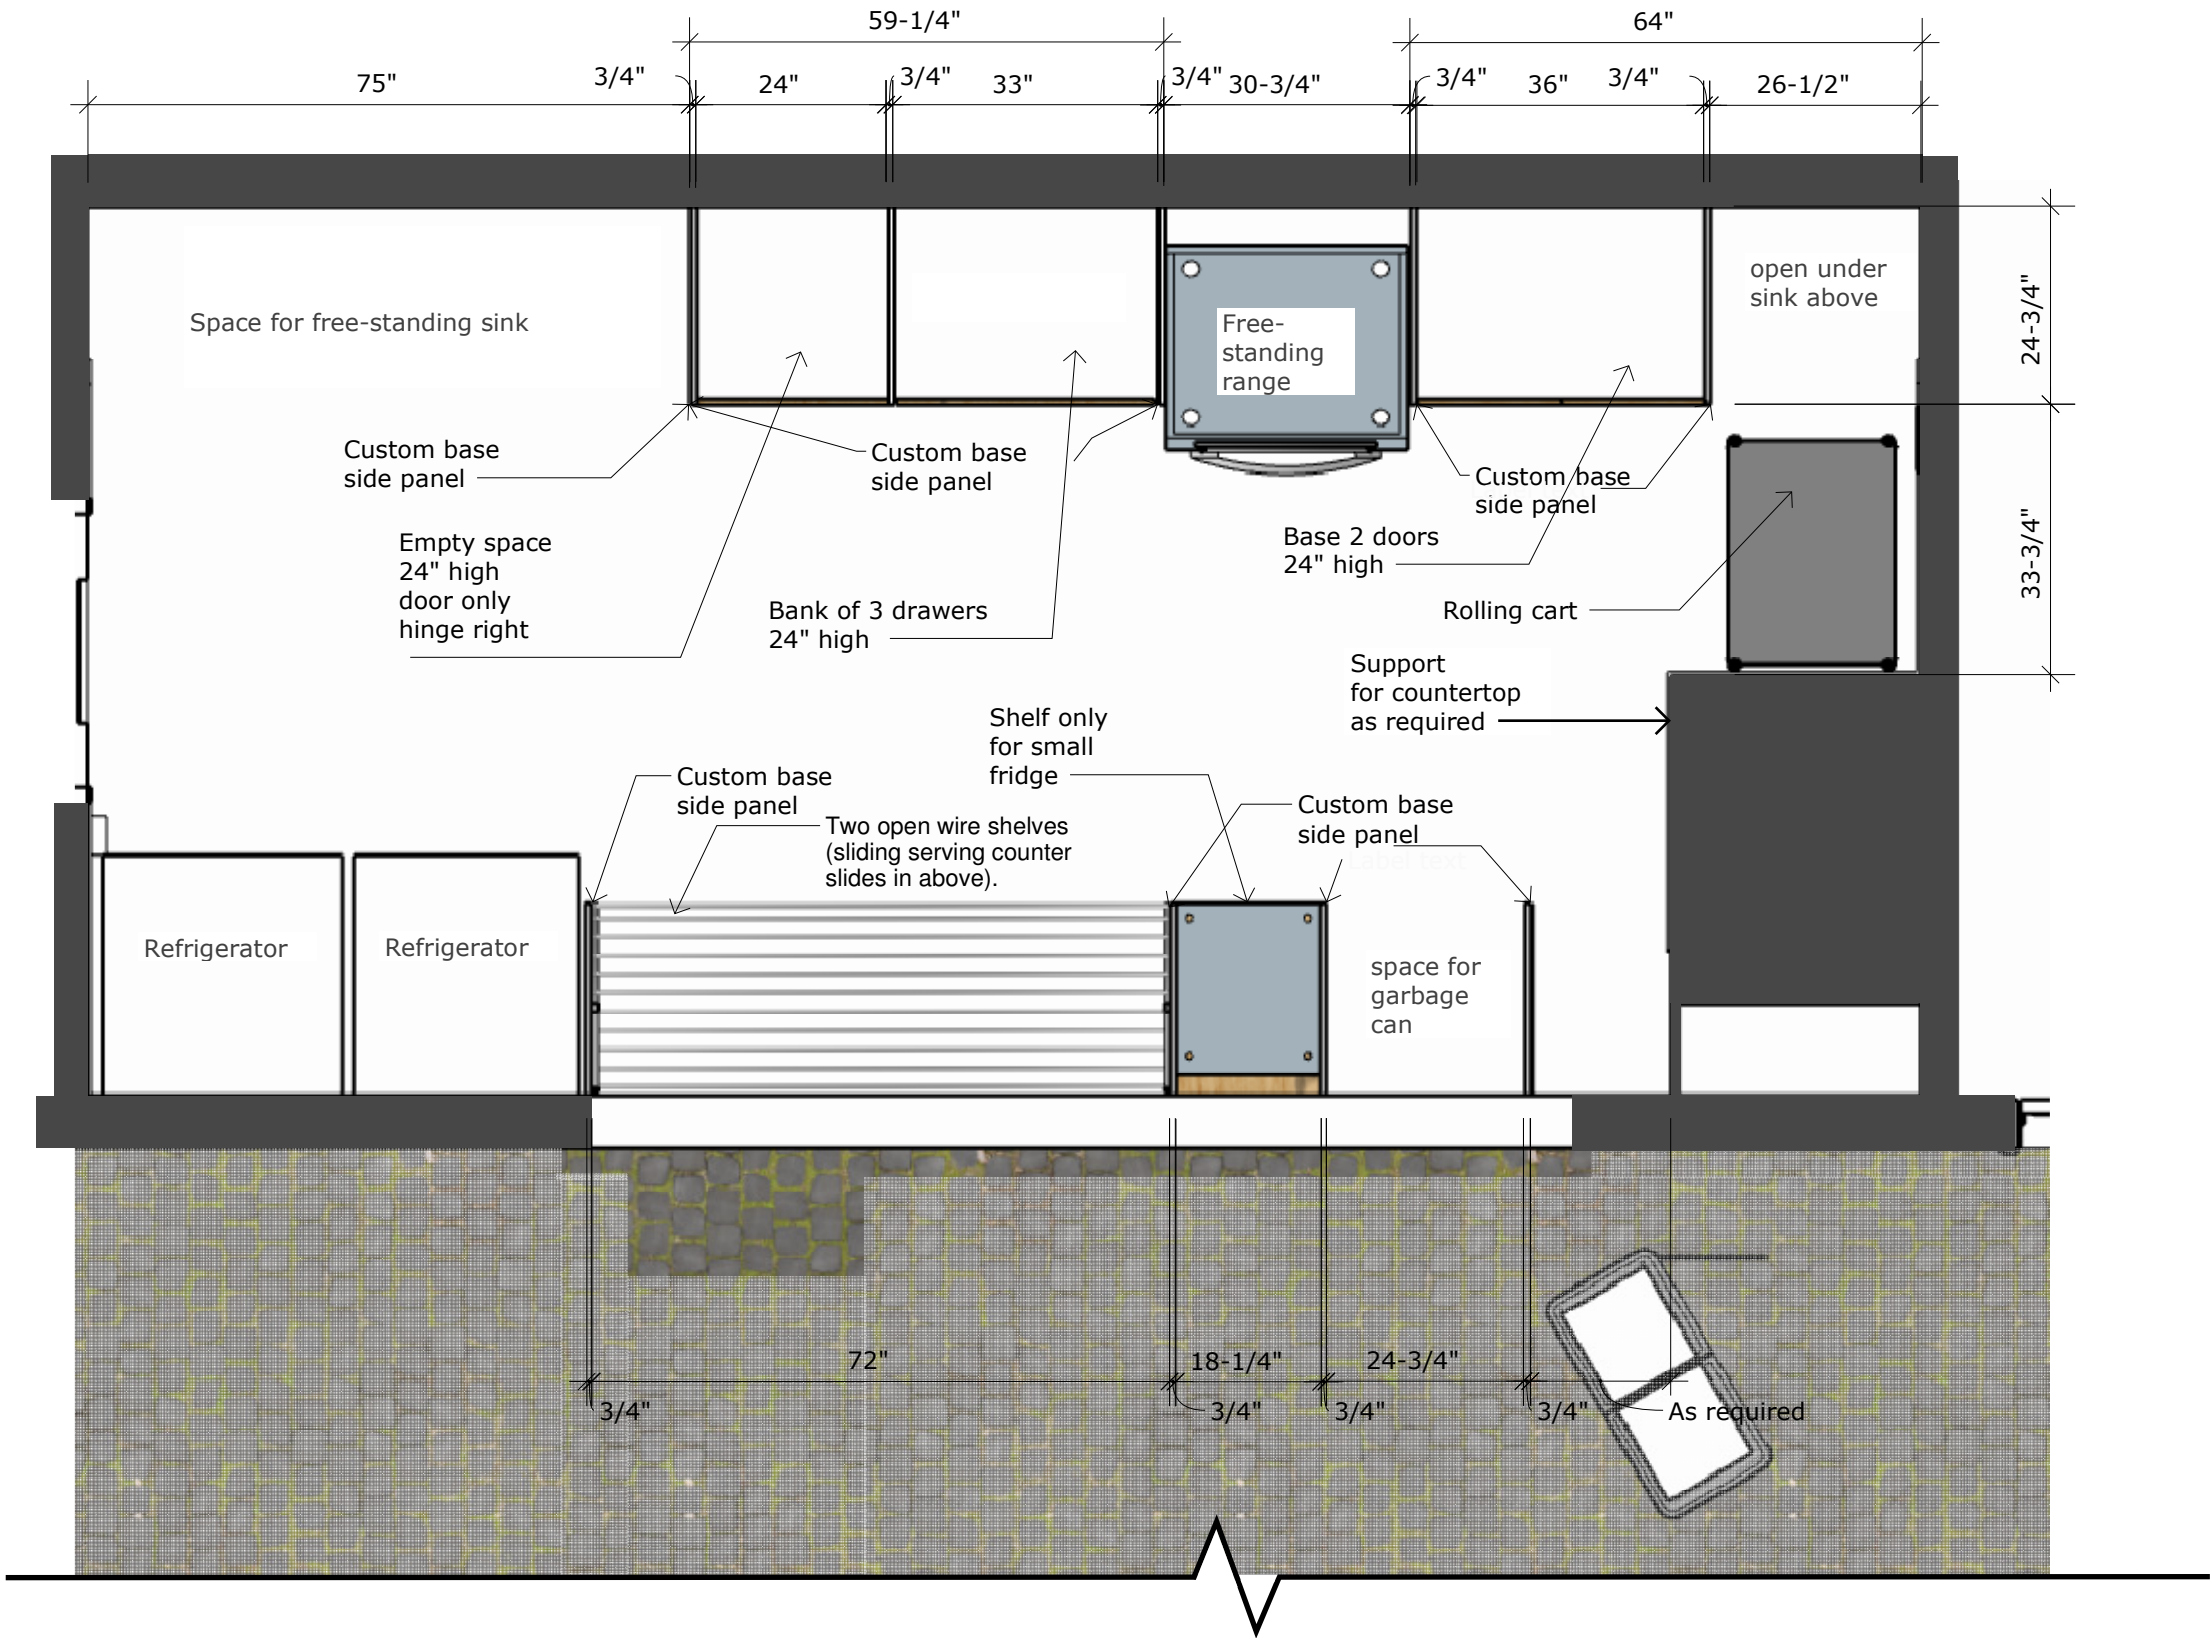 59-1/4"
64"
75"
3/4"
24"
3/4"
33"
3/4"
30-3/4"
3/4"
36"
3/4"
26-1/2"
Space for free-standing sink
Free-
standing
range
open under
sink above
24-3/4"
33-3/4"
Custom base
side panel
Custom base
side panel
Custom base
side panel
Empty space
24" high
door only
hinge right
Bank of 3 drawers
24" high
Base 2 doors
24" high
Rolling cart
Support
for countertop
as required
Shelf only
for small
fridge
Custom base
side panel
Two open wire shelves
(sliding serving counter
slides in above).
Custom base
side panel
Label text
Refrigerator
Refrigerator
space for
garbage
can
72"
18-1/4"
24-3/4"
3/4"
3/4"
3/4"
3/4"
As required